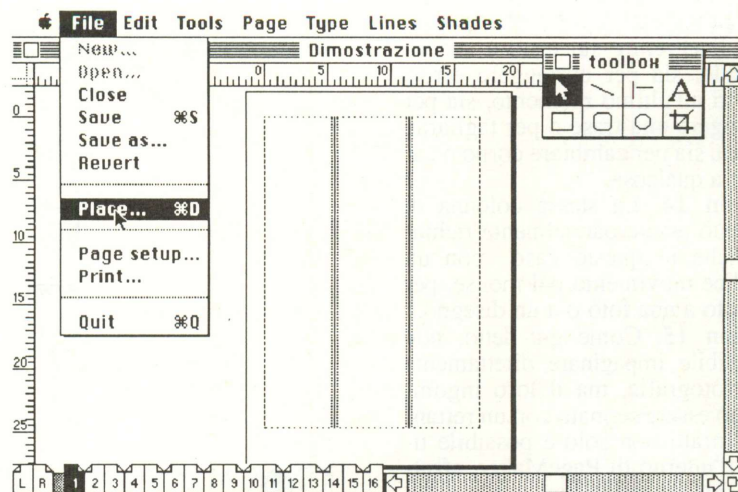 File Edit Tools Page Type Lines Shades
Dimostrazione
toolbox
New...
Open...
Close
Save ⌘S
Save as...
Revert
Place... ⌘D
Page setup...
Print...
Quit ⌘Q
0 5 10 15 20
0
5
10
15
20
25
A
L R 1 2 3 4 5 6 7 8 9 10 11 12 13 14 15 16